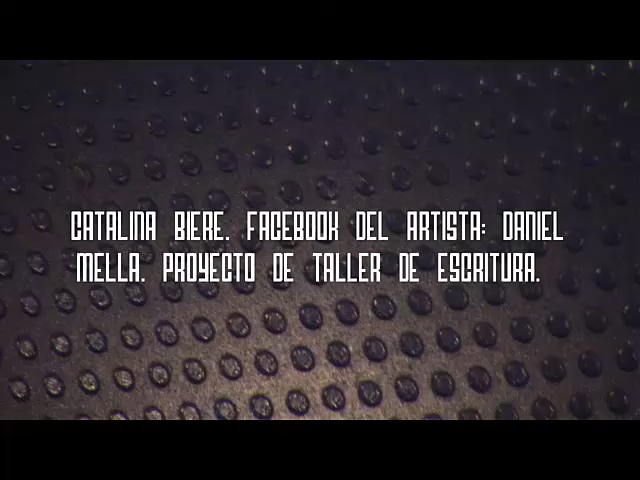 CATALINA BIERE. FACEBOOK DEL ARTISTA: DANIEL
MELLA. PROYECTO DE TALLER DE ESCRITURA.